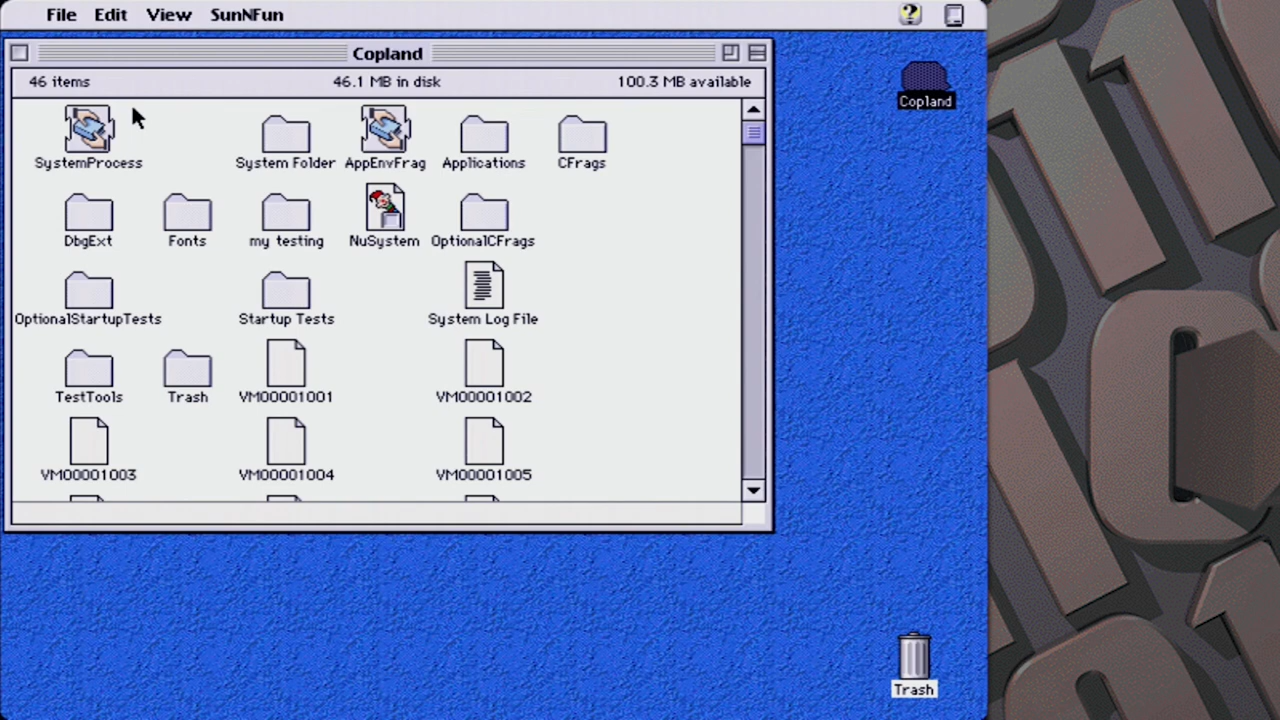 File Edit View SunNFun
Copland
46 items 46.1 MB in disk 100.3 MB available
SystemProcess System Folder AppEnvFrag Applications CFrags
DbgExt Fonts my testing NuSystem OptionalCFrags
OptionalStartupTests Startup Tests System Log File
TestTools Trash VM00001001 VM00001002
VM00001003 VM00001004 VM00001005
Copland
Trash